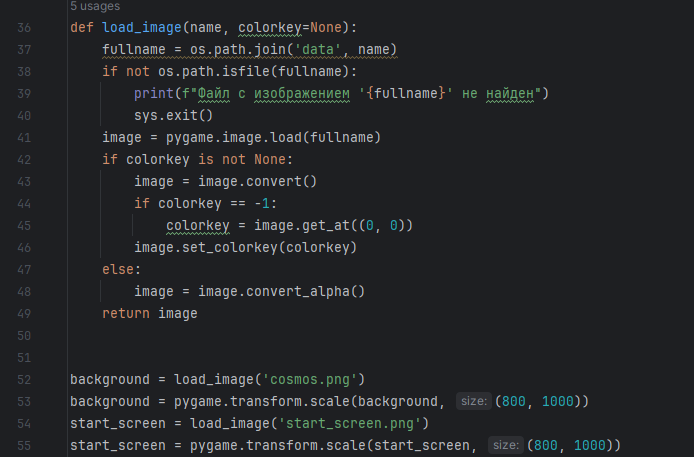 5 usages
36 def load_image(name, colorkey=None):
37     fullname = os.path.join('data', name)
38     if not os.path.isfile(fullname):
39         print(f"Файл с изображением '{fullname}' не найден")
40         sys.exit()
41     image = pygame.image.load(fullname)
42     if colorkey is not None:
43         image = image.convert()
44         if colorkey == -1:
45             colorkey = image.get_at((0, 0))
46         image.set_colorkey(colorkey)
47     else:
48         image = image.convert_alpha()
49     return image
50
51
52 background = load_image('cosmos.png')
53 background = pygame.transform.scale(background, size: (800, 1000))
54 start_screen = load_image('start_screen.png')
55 start_screen = pygame.transform.scale(start_screen, size: (800, 1000))